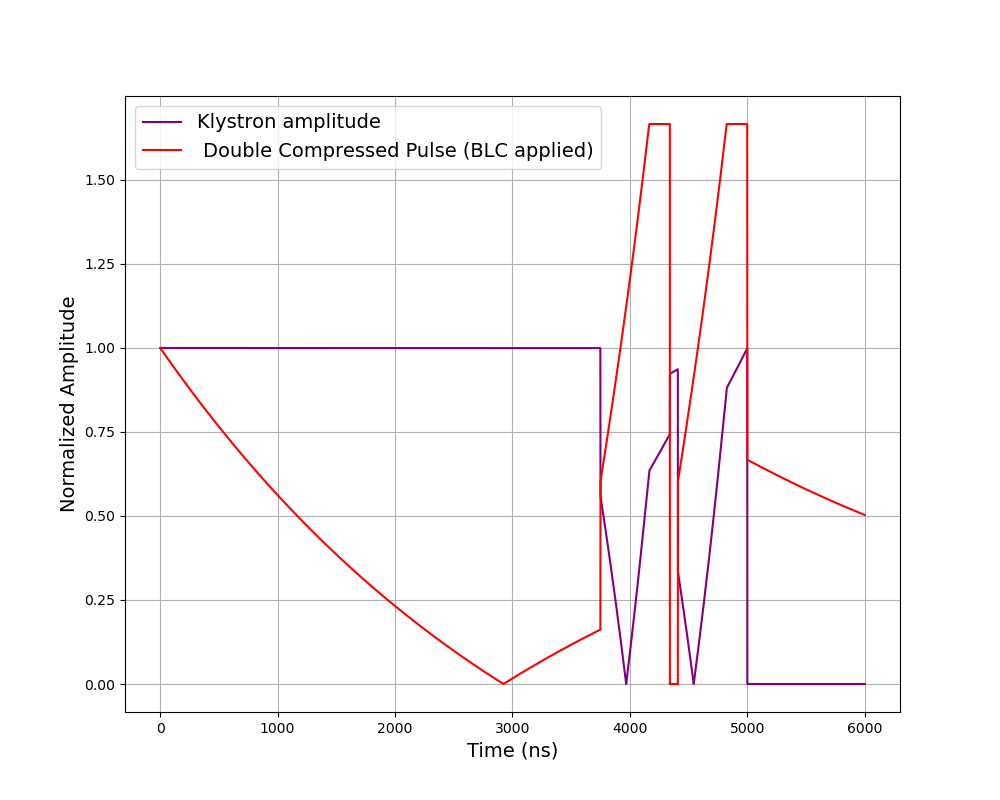 Klystron amplitude
Double Compressed Pulse (BLC applied)
Normalized Amplitude
1.50
1.25
1.00
0.75
0.50
0.25
0.00
0 1000 2000 3000 4000 5000 6000
Time (ns)